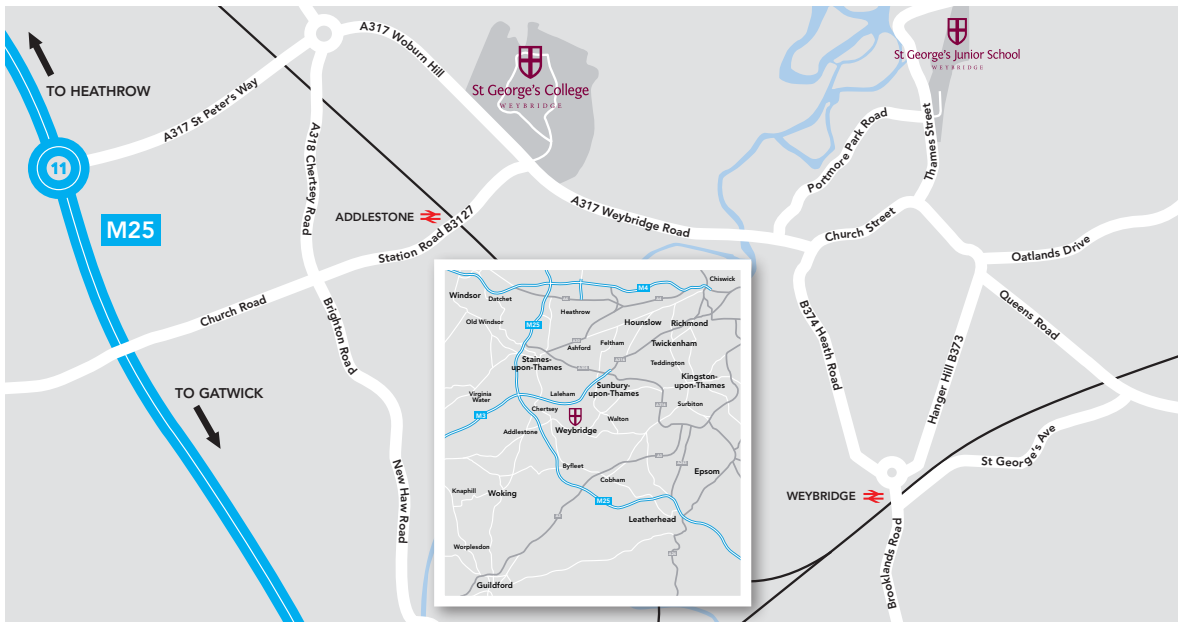 A317 Woburn Hill
St George's College
WEYBRIDGE
St George's Junior School
WEYBRIDGE
TO HEATHROW
A317 St Peter's Way
11
M25
A318 Chertsey Road
ADDLESTONE
Station Road B3127
A317 Weybridge Road
Portmore Park Road
Thames Street
Church Street
Oatlands Drive
Queens Road
B374 Heath Road
Hanger Hill B373
St George's Ave
WEYBRIDGE
Brooklands Road
Church Road
Brighton Road
TO GATWICK
New Haw Road
Chiswick
M4
Windsor
Datchet
Heathrow
Old Windsor
M25
Hounslow
Richmond
Ashford
Feltham
Twickenham
Staines-
upon-Thames
Teddington
Kingston-
upon-Thames
Sunbury-
upon-Thames
Virginia
Water
Laleham
Chertsey
Surbiton
M3
Walton
Addlestone
Weybridge
Byfleet
Epsom
Cobham
Knaphill
Woking
M25
Leatherhead
Worplesdon
Guildford